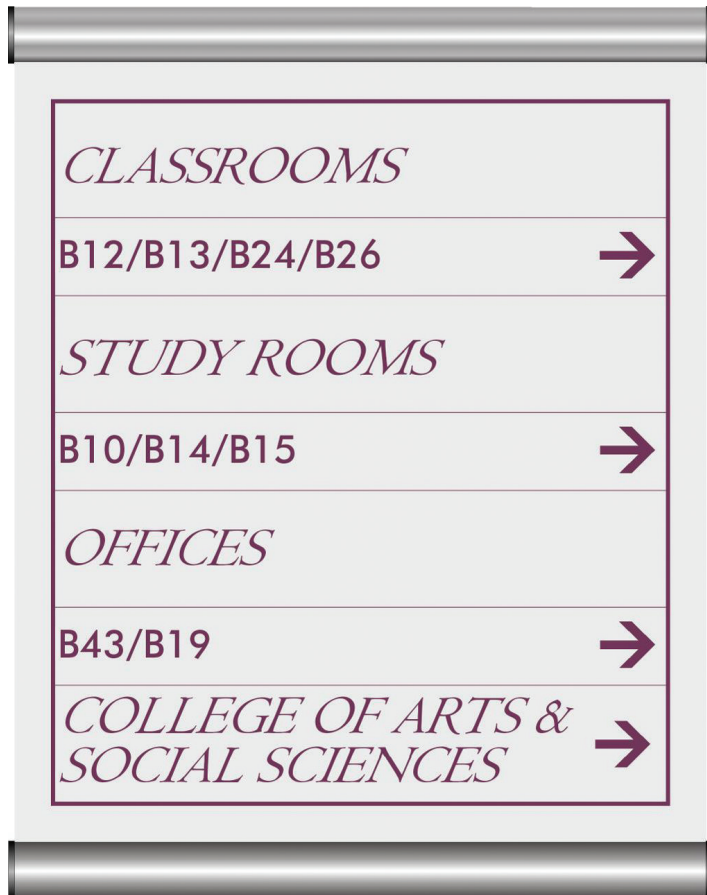 CLASSROOMS
B12/B13/B24/B26 →
STUDY ROOMS
B10/B14/B15 →
OFFICES
B43/B19 →
COLLEGE OF ARTS &
SOCIAL SCIENCES →